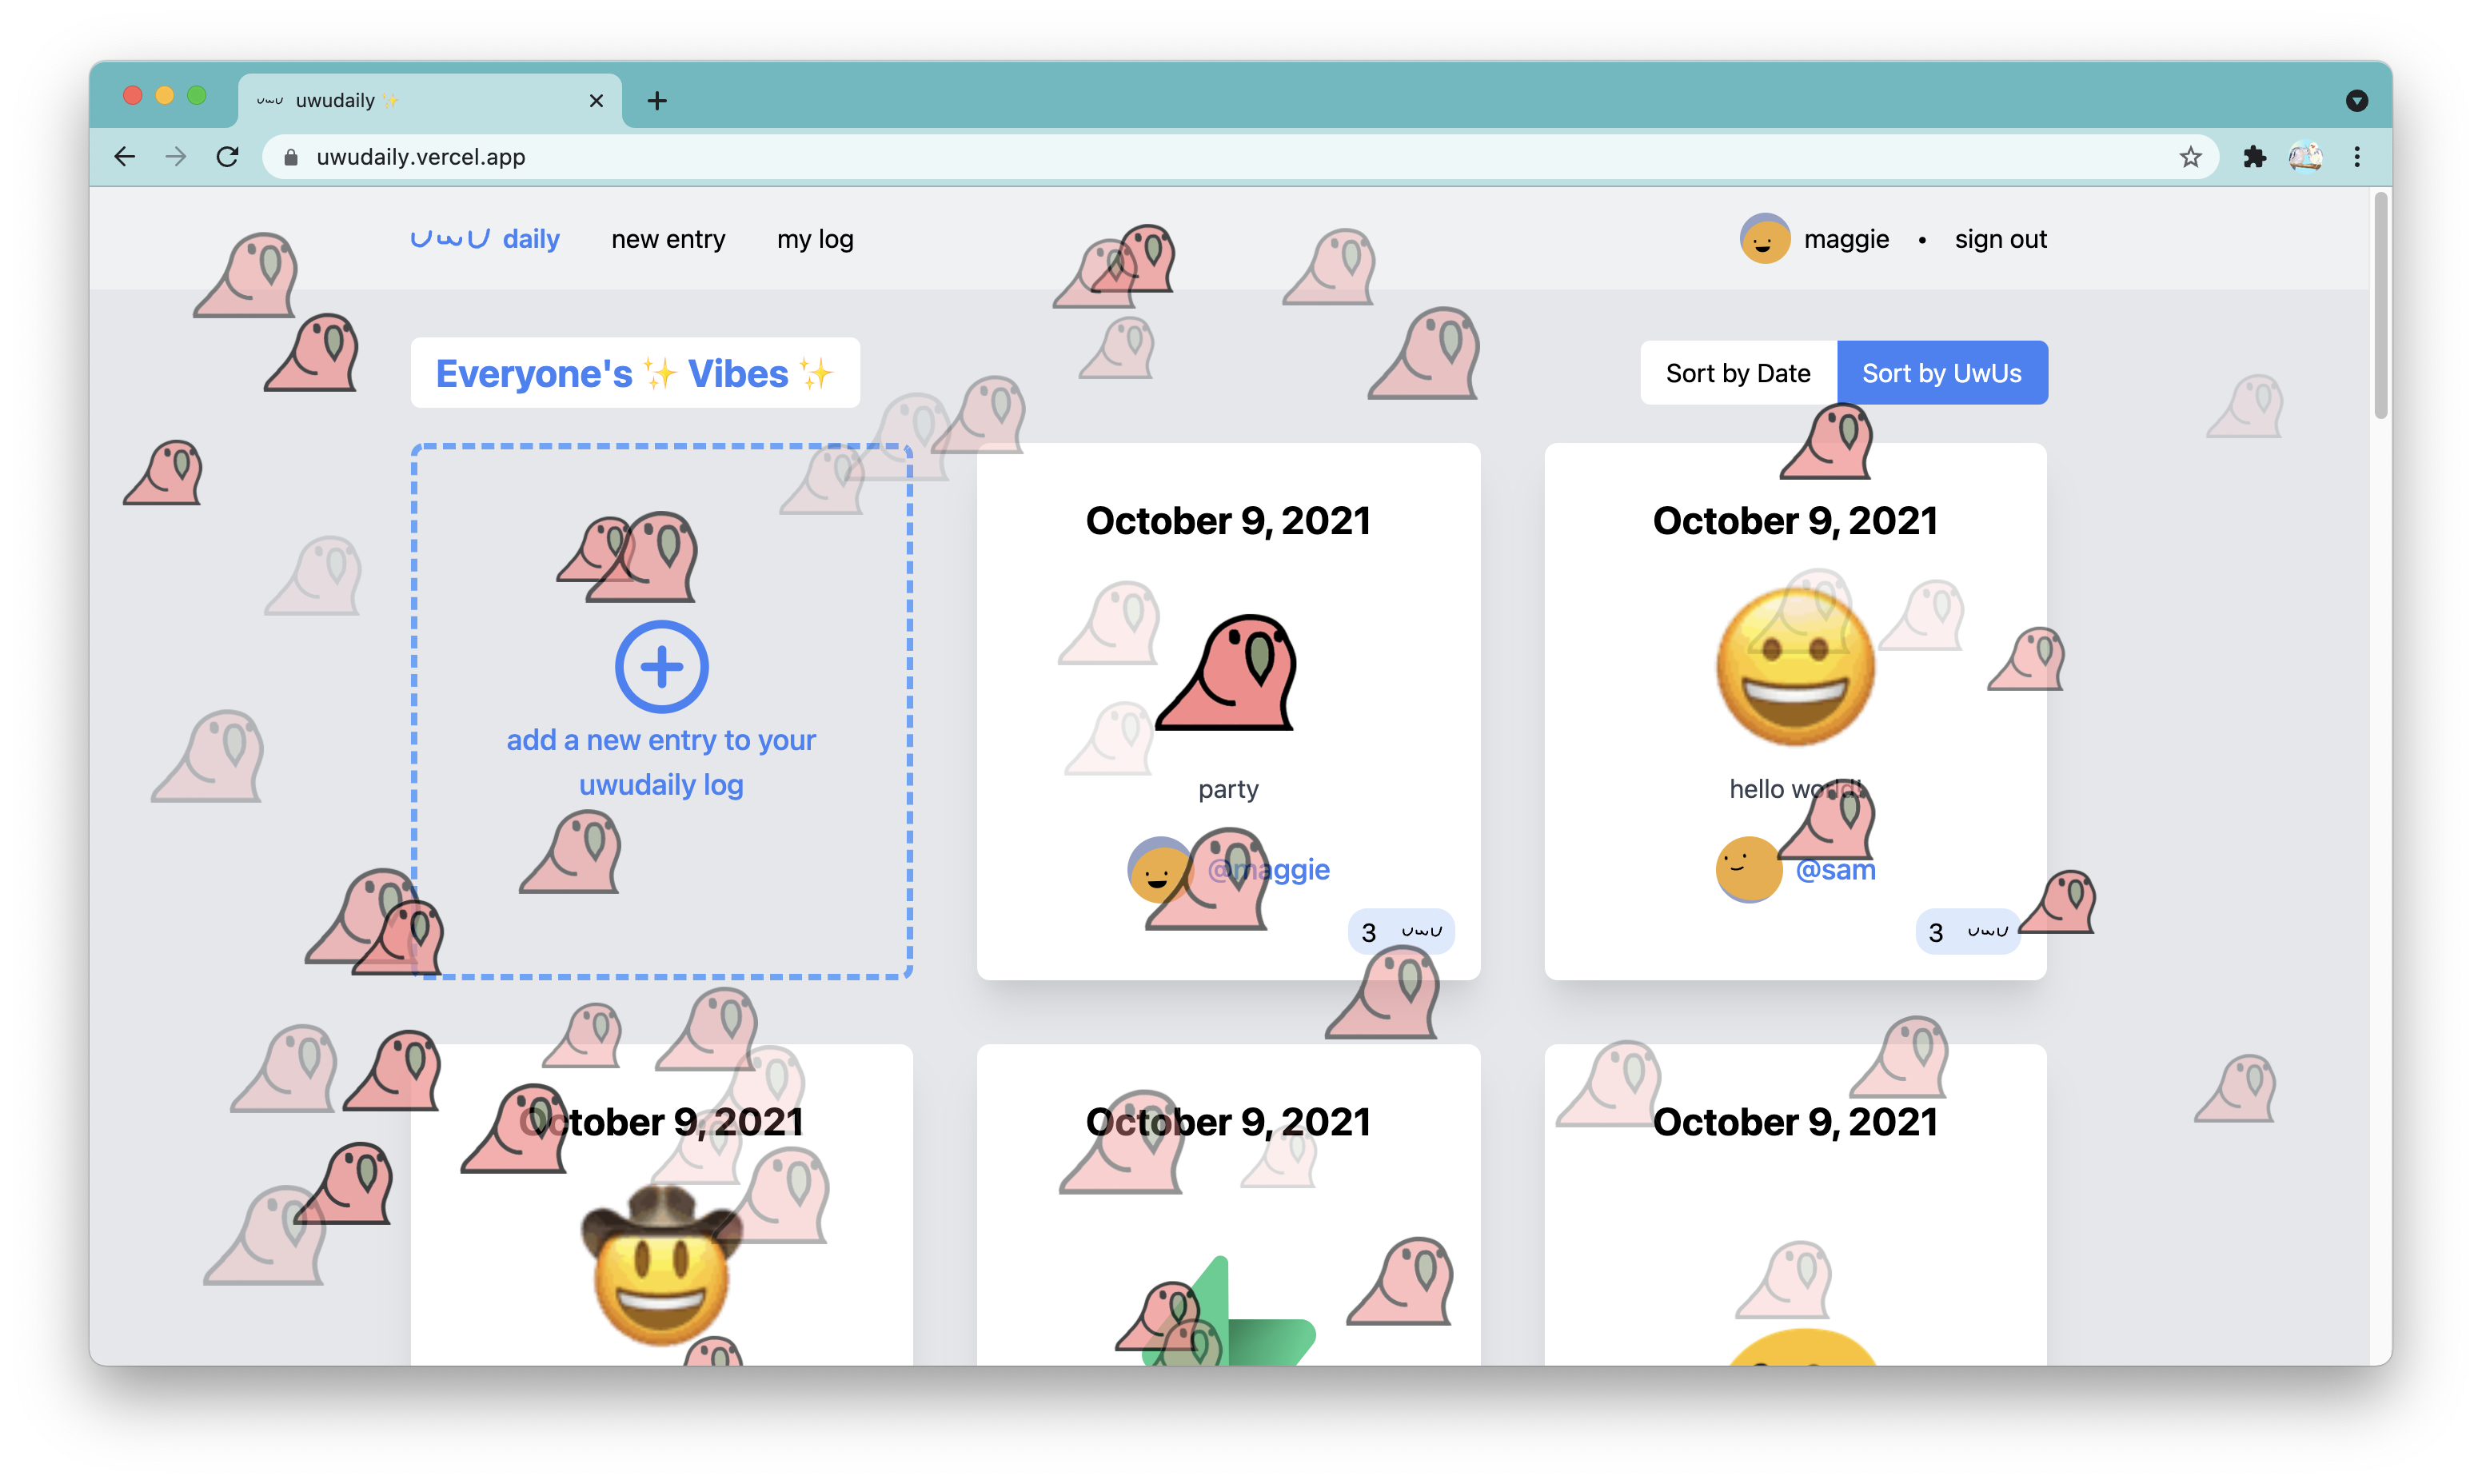 uwudaily ✨
uwudaily.vercel.app
UwU daily
new entry
my log
maggie • sign out
Everyone's ✨ Vibes ✨
Sort by Date
Sort by UwUs
add a new entry to your
uwudaily log
October 9, 2021
party
@maggie
3 UwU
October 9, 2021
hello world!
@sam
3 UwU
October 9, 2021
October 9, 2021
October 9, 2021